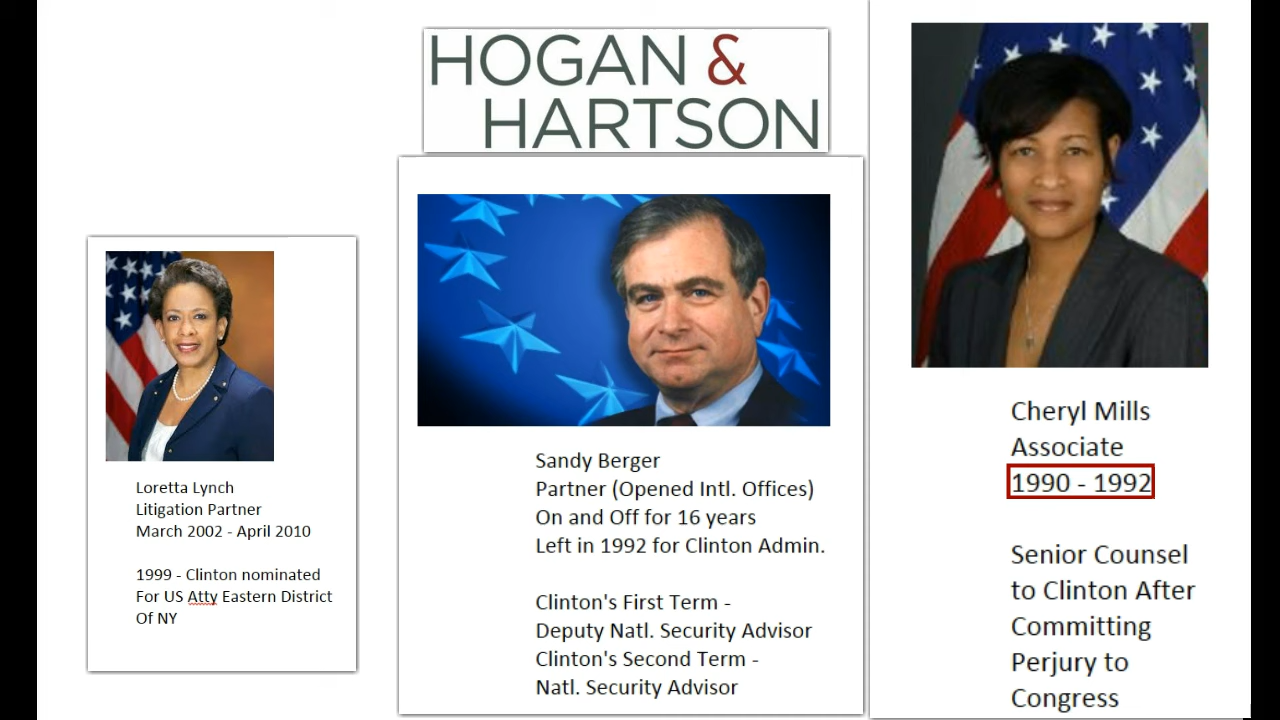 HOGAN &
HARTSON
Loretta Lynch
Litigation Partner
March 2002 - April 2010
1999 - Clinton nominated
For US Atty Eastern District
Of NY
Sandy Berger
Partner (Opened Intl. Offices)
On and Off for 16 years
Left in 1992 for Clinton Admin.
Clinton's First Term -
Deputy Natl. Security Advisor
Clinton's Second Term -
Natl. Security Advisor
Cheryl Mills
Associate
1990 - 1992
Senior Counsel
to Clinton After
Committing
Perjury to
Congress